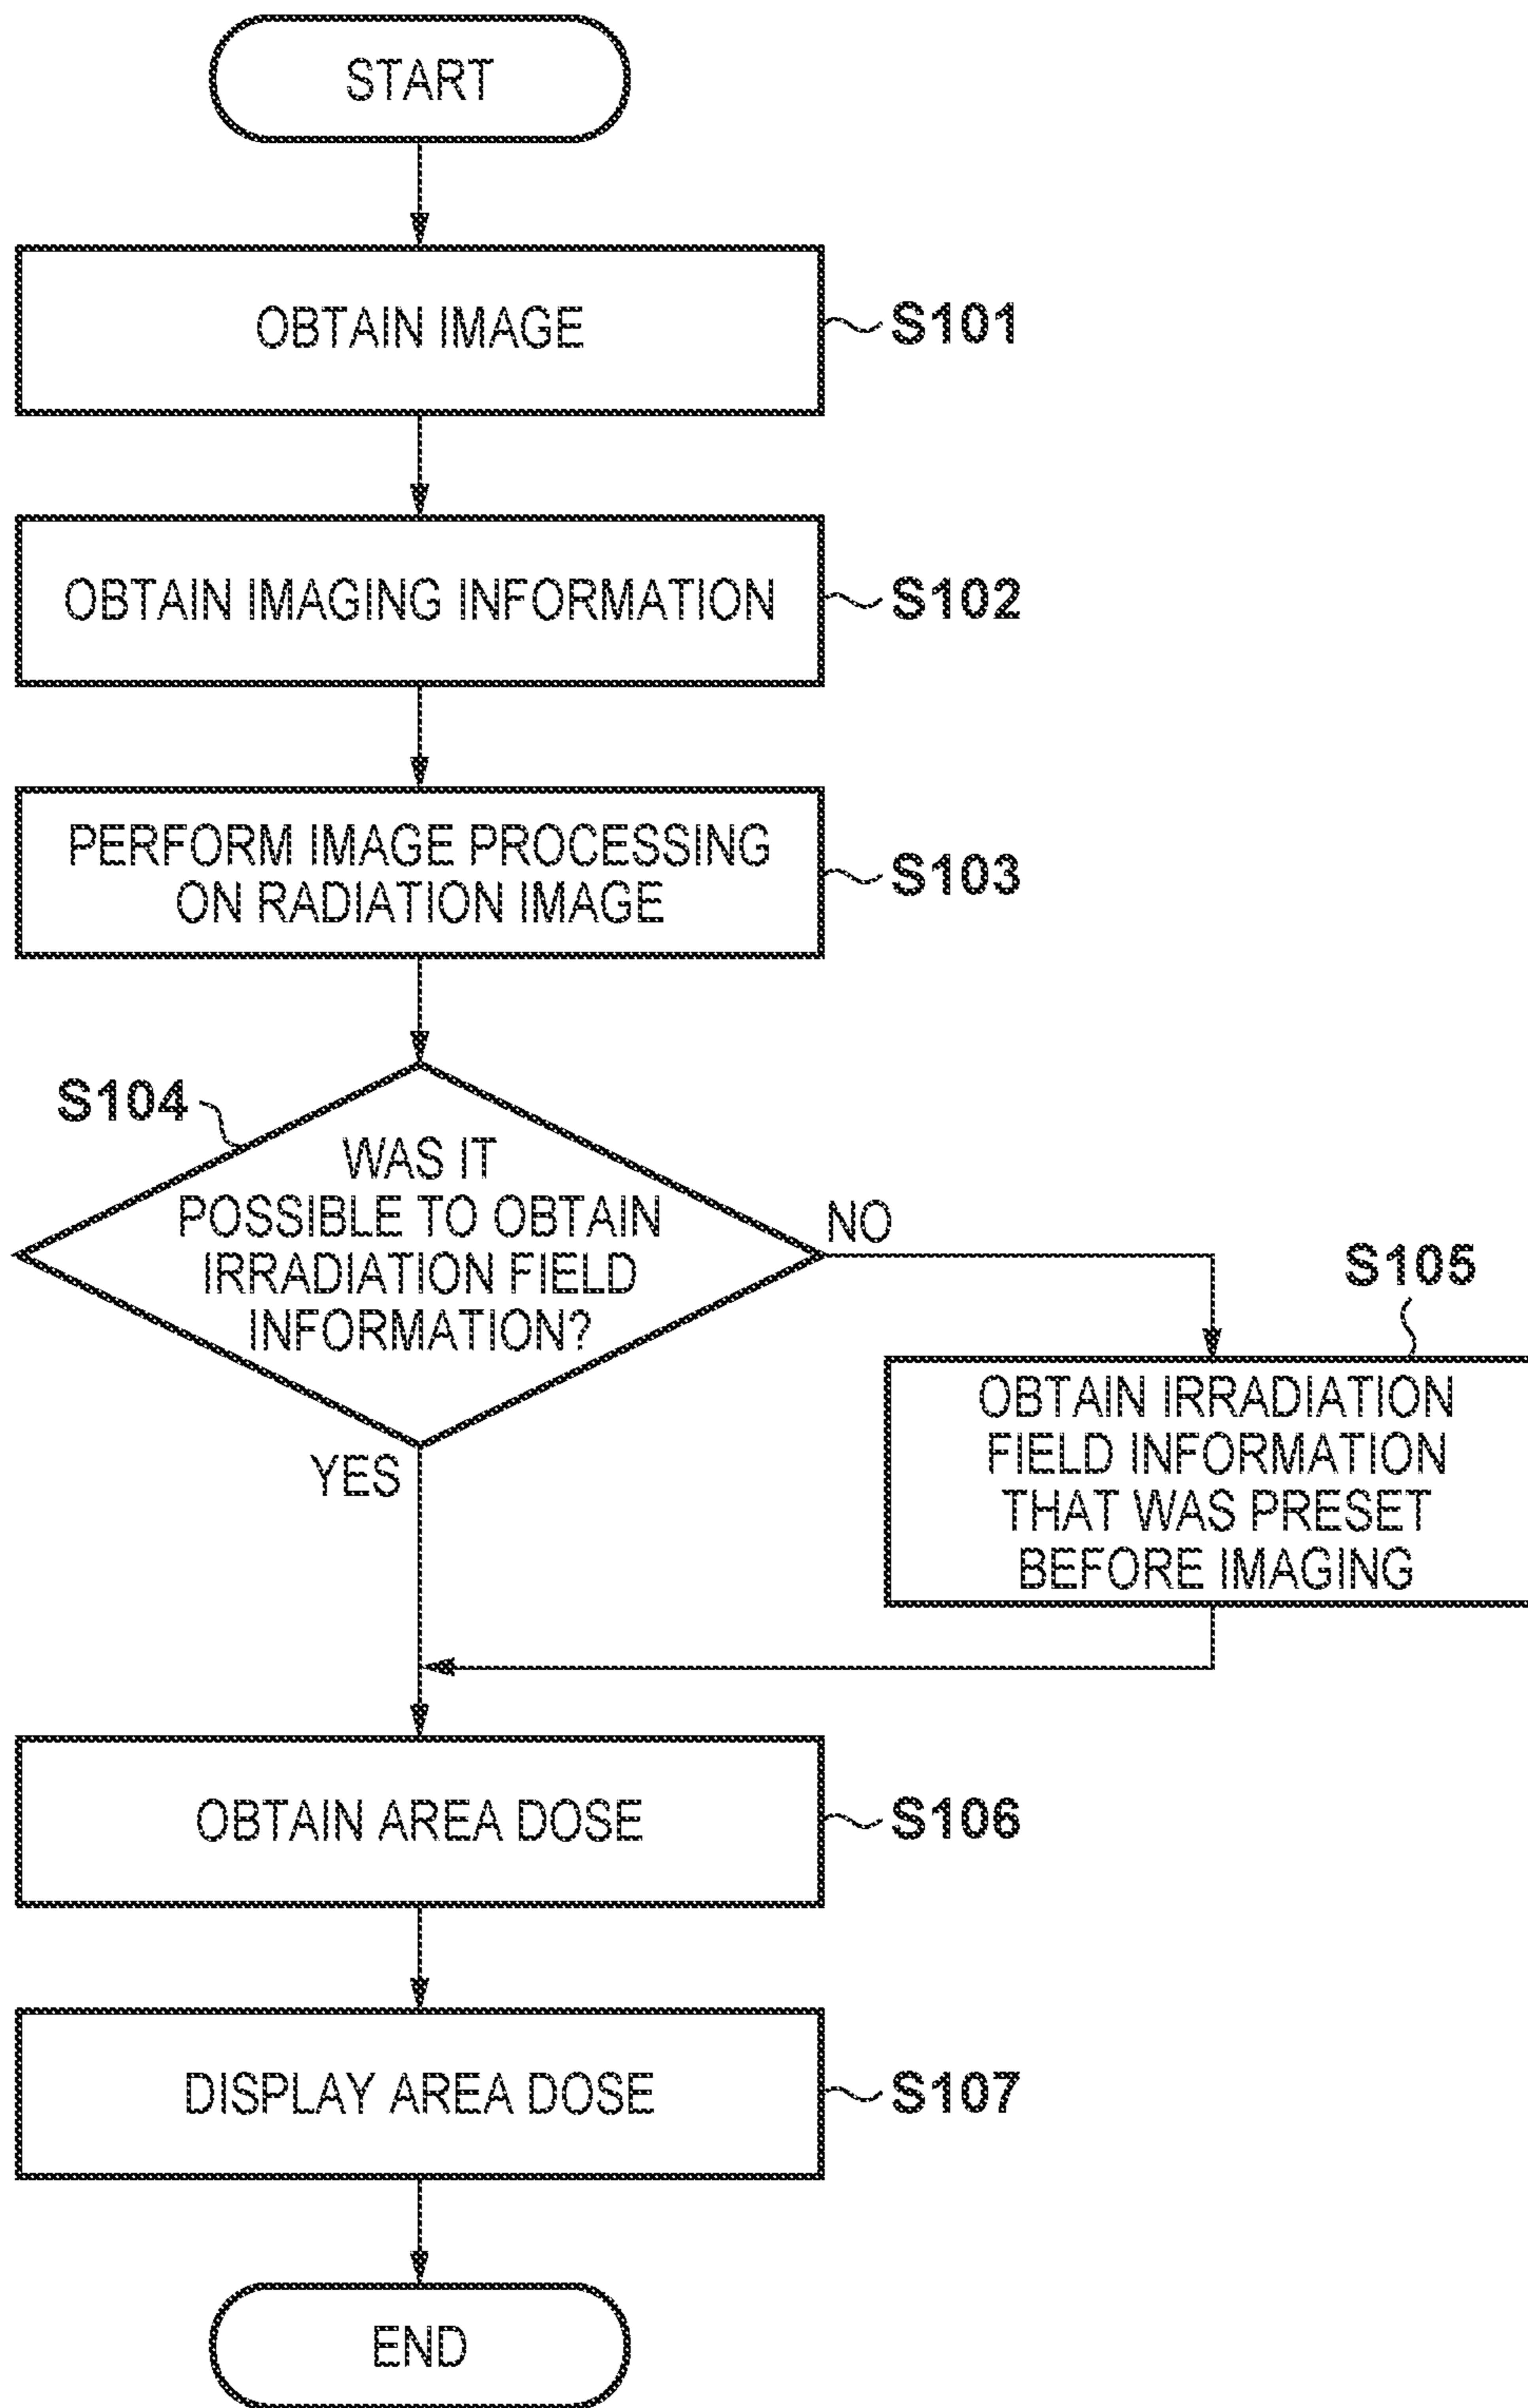 START
OBTAIN IMAGE
S101
OBTAIN IMAGING INFORMATION
S102
PERFORM IMAGE PROCESSING
ON RADIATION IMAGE
S103
S104
WAS IT
POSSIBLE TO OBTAIN
IRRADIATION FIELD
INFORMATION?
NO
YES
S105
OBTAIN IRRADIATION
FIELD INFORMATION
THAT WAS PRESET
BEFORE IMAGING
OBTAIN AREA DOSE
S106
DISPLAY AREA DOSE
S107
END